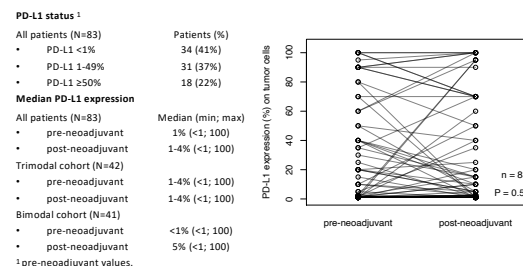 PD-L1 status 1
All patients (N=83) Patients (%)
• PD-L1 <1% 34 (41%)
• PD-L1 1-49% 31 (37%)
• PD-L1 ≥50% 18 (22%)
Median PD-L1 expression
All patients (N=83) Median (min; max)
• pre-neoadjuvant 1% (<1; 100)
• post-neoadjuvant 1-4% (<1; 100)
Trimodal cohort (N=42)
• pre-neoadjuvant 1-4% (<1; 100)
• post-neoadjuvant 1-4% (<1; 100)
Bimodal cohort (N=41)
• pre-neoadjuvant <1% (<1; 100)
• post-neoadjuvant 5% (<1; 100)
1 pre-neoadjuvant values.
PD-L1 expression (%) on tumor cells
100
80
60
40
20
0
n = 8
P = 0.5
pre-neoadjuvant post-neoadjuvant